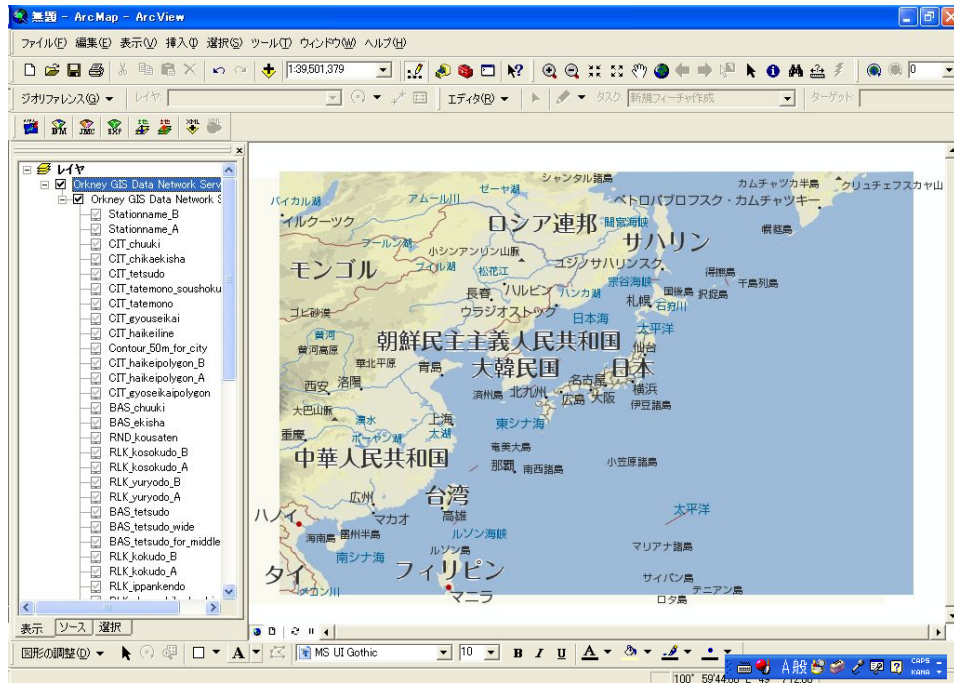 無題 - ArcMap - ArcView
ファイル(F) 編集(E) 表示(V) 挿入(I) 選択(S) ツール(T) ウィンドウ(W) ヘルプ(H)
1:39,501,379
0
ジオリファレンス(G) レイヤ: エディタ(R) タスク: 新規フィーチャ作成 ターゲット:
DM JMC SXF XML
レイヤ
Orkney GIS Data Network Serv
Orkney GIS Data Network S
Stationname_B
Stationname_A
CIT_chuuki
CIT_chikaekisha
CIT_tetsudo
CIT_tatemono_soushoku
CIT_tatemono
CIT_gyouseikai
CIT_haikeiline
Contour_50m_for_city
CIT_haikeipolygon_B
CIT_haikeipolygon_A
CIT_gyoseikaipolygon
BAS_chuuki
BAS_ekisha
RND_kousaten
RLK_kosokudo_B
RLK_kosokudo_A
RLK_yuryodo_B
RLK_yuryodo_A
BAS_tetsudo
BAS_tetsudo_wide
BAS_tetsudo_for_middle
RLK_kokudo_B
RLK_kokudo_A
RLK_ippankendo
表示 ソース 選択
シャンタル諸島
カムチャツカ半島 クリュチェフスカヤ山
バイカル湖 アムール川 ゼーヤ湖
ペトロパブロフスク・カムチャツキー
イルクーツク ロシア連邦 間宮海峡
幌筵島
フールン湖 小シンアンリン山脈 サハリン
モンゴル ブイル湖 松花江 ユジノサハリンスク
得撫島
宗谷海峡 千島列島
長春 ハルビン ハンカ湖 国後島 択捉島
札幌 石狩川
ゴビ砂漠 ウラジオストック 日本海
黄河 太平洋
朝鮮民主主義人民共和国
黄河高原 仙台
華北平原 青島 大韓民国 日本
西安 洛陽 済州島 北九州 名古屋 横浜
広島 大阪 伊豆諸島
大巴山脈 漢水 上海 東シナ海
重慶 ポーヤン湖 太湖
奄美大島
中華人民共和国 那覇 南西諸島 小笠原諸島
広州 台湾
ハノイ マカオ 高雄 太平洋
海南島 雷州半島 ルソン海峡
南シナ海 ルソン島 マリアナ諸島
タイ フィリピン サイパン島
メコン川 マニラ テニアン島
ロタ島
図形の調整(D) A MS UI Gothic 10 B I U A
A 般 CAPS
KANA